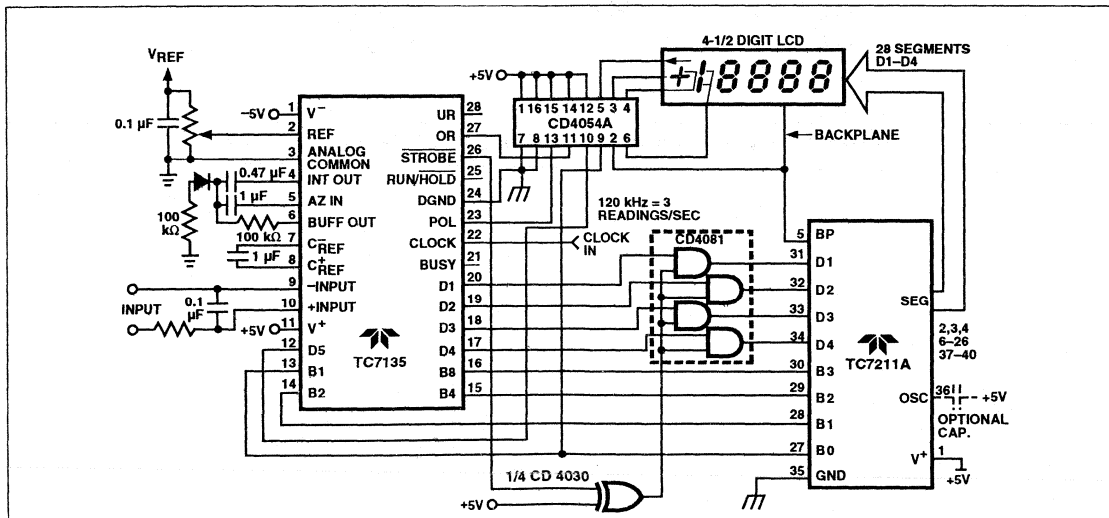 4-1/2 DIGIT LCD
28 SEGMENTS
D1–D4
+5V
1 16 15 14 12 5 3 4
CD4054A
7 8 13 11 10 9 2 6
BACKPLANE
VREF
0.1 µF
–5V
1 V–
2 REF
3 ANALOG
COMMON
0.47 µF
4 INT OUT
1 µF
5 AZ IN
6 BUFF OUT
100
kΩ
100 kΩ
7 C–REF
1 µF
8 C+REF
9 –INPUT
INPUT
0.1
µF
10 +INPUT
+5V
11 V+
12 D5
13 B1
14 B2
TC7135
UR 28
OR 27
STROBE 26
RUN/HOLD 25
DGND 24
POL 23
CLOCK 22
BUSY 21
D1 20
D2 19
D3 18
D4 17
B8 16
B4 15
120 kHz = 3
READINGS/SEC
CLOCK
IN
CD4081
1/4 CD 4030
+5V
5 BP
31 D1
32 D2
33 D3
34 D4
30 B3
29 B2
28 B1
27 B0
35 GND
TC7211A
SEG
2,3,4
6–26
37–40
OSC 36
+5V
OPTIONAL
CAP.
V+ 1
+5V